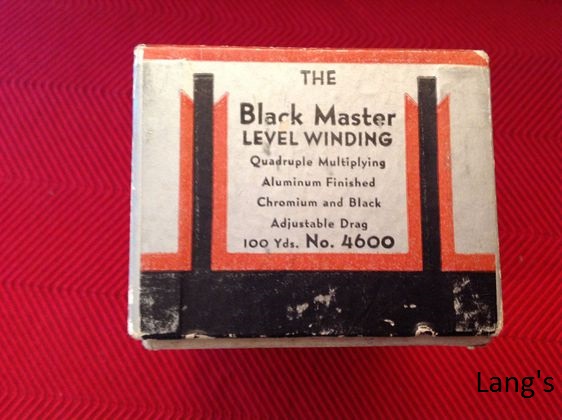 THE
Black Master
LEVEL WINDING
Quadruple Multiplying
Aluminum Finished
Chromium and Black
Adjustable Drag
100 Yds. No. 4600
Lang's